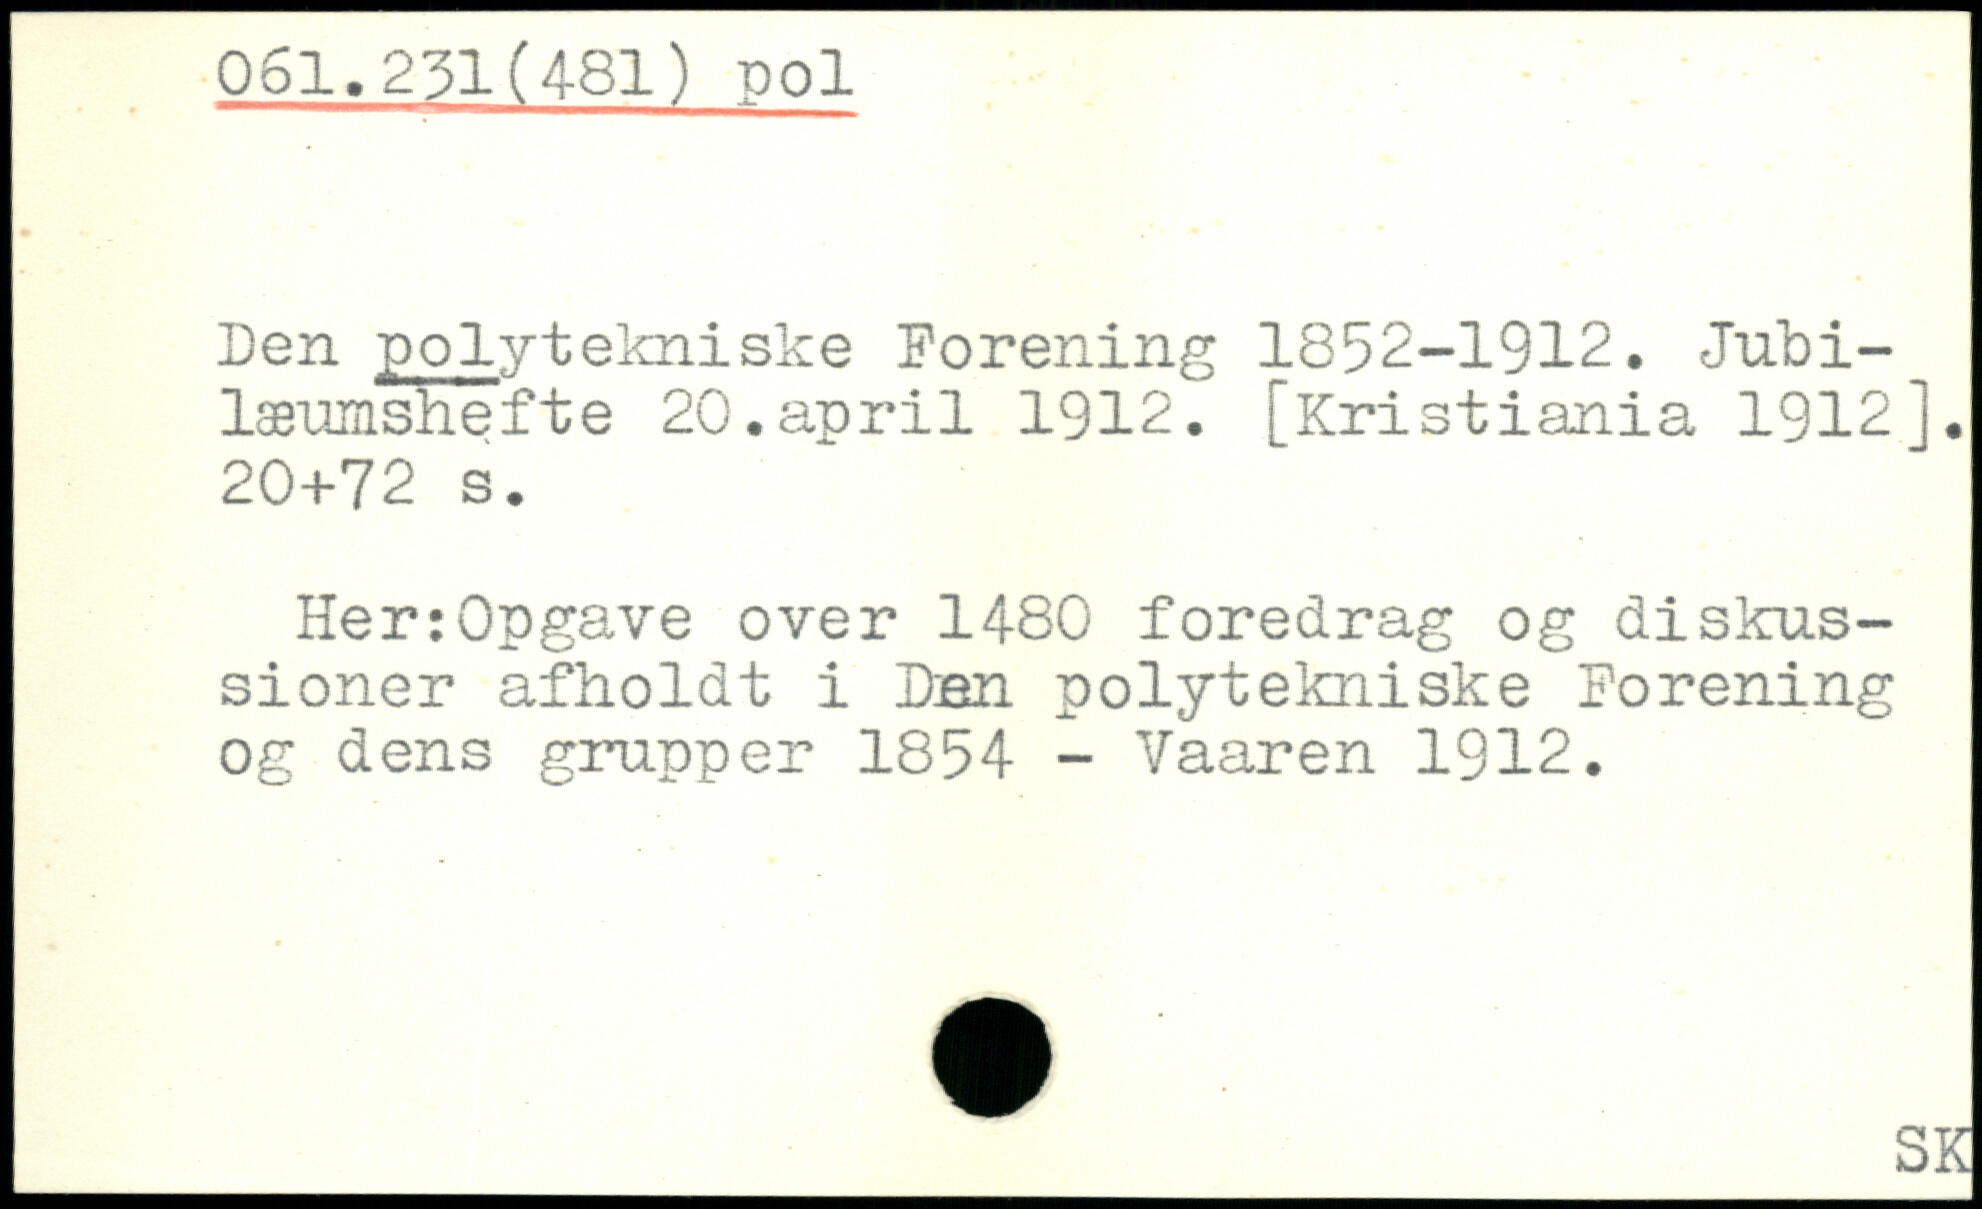 061.231(481) pol
Den polytekniske Forening 1852-1912. Jubi-
læumshefte 20.april 1912. [Kristiania 1912].
20+72 s.
Her:Opgave over 1480 foredrag og diskus-
sioner afholdt i Den polytekniske Forening
og dens grupper 1854 - Vaaren 1912.
SK